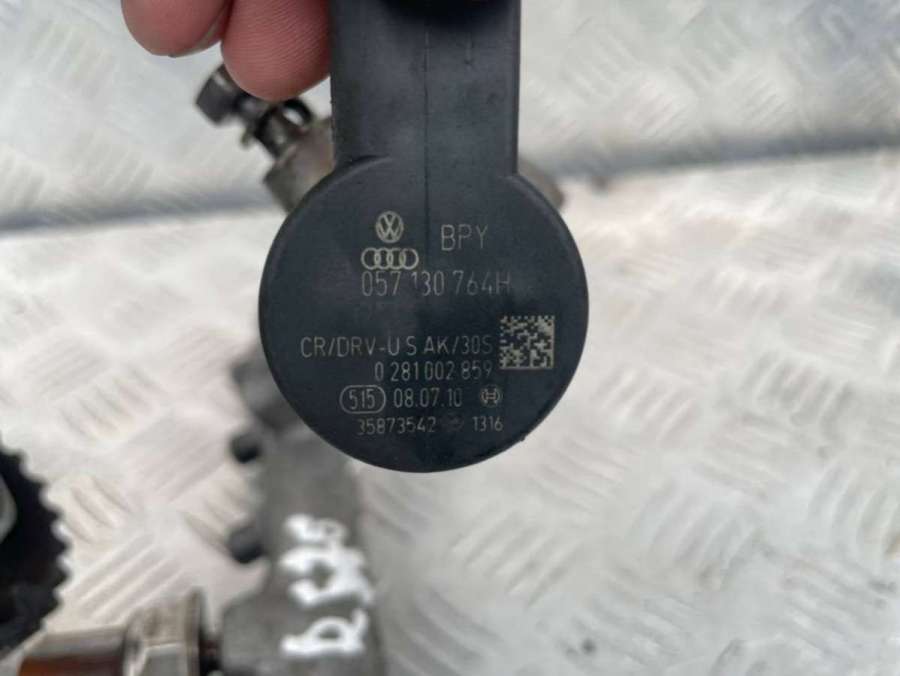 BPY
057 130 764H
CR/DRV-U S AK/30S
0 281 002 859
515 08.07.10
35873542 1316